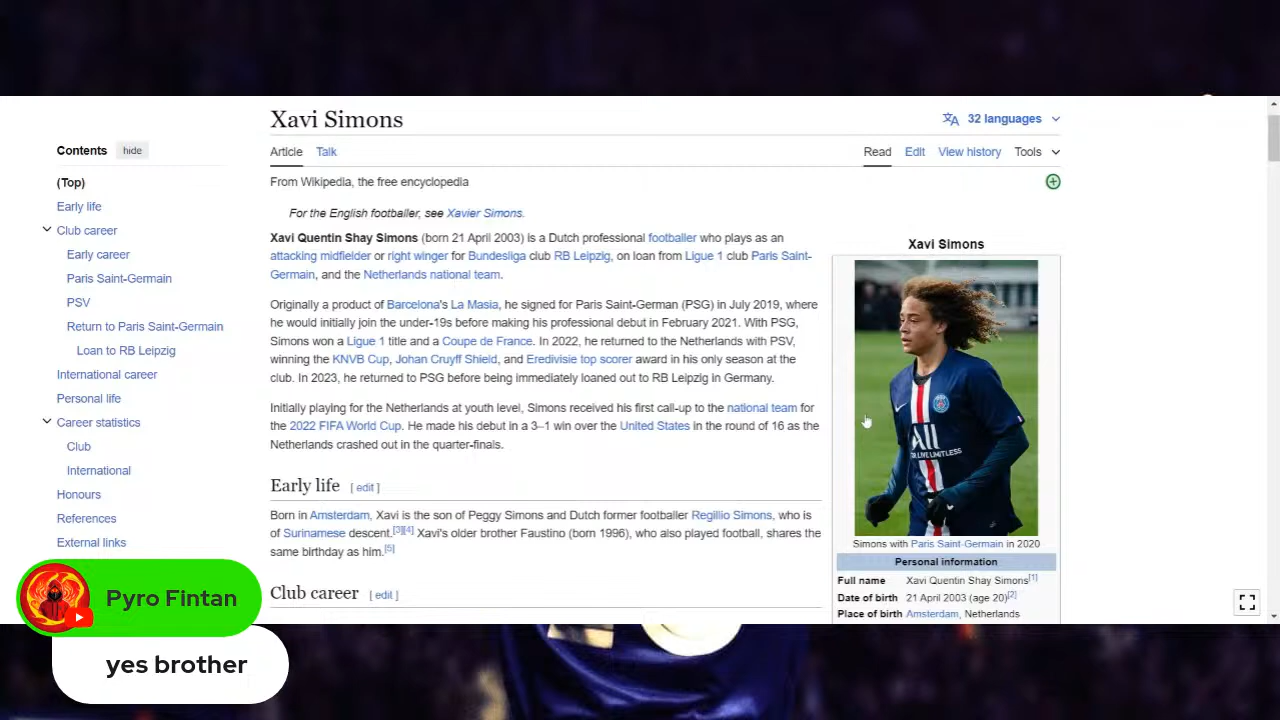 Xavi Simons
32 languages
Contents hide
Article Talk
Read Edit View history Tools
(Top)
From Wikipedia, the free encyclopedia
Early life
For the English footballer, see Xavier Simons.
Club career
Xavi Quentin Shay Simons (born 21 April 2003) is a Dutch professional footballer who plays as an
attacking midfielder or right winger for Bundesliga club RB Leipzig, on loan from Ligue 1 club Paris Saint-
Germain, and the Netherlands national team.
Early career
Paris Saint-Germain
PSV
Return to Paris Saint-Germain
Loan to RB Leipzig
International career
Personal life
Career statistics
Club
International
Honours
References
External links
Originally a product of Barcelona's La Masia, he signed for Paris Saint-German (PSG) in July 2019, where
he would initially join the under-19s before making his professional debut in February 2021. With PSG,
Simons won a Ligue 1 title and a Coupe de France. In 2022, he returned to the Netherlands with PSV,
winning the KNVB Cup, Johan Cruyff Shield, and Eredivisie top scorer award in his only season at the
club. In 2023, he returned to PSG before being immediately loaned out to RB Leipzig in Germany.
Initially playing for the Netherlands at youth level, Simons received his first call-up to the national team for
the 2022 FIFA World Cup. He made his debut in a 3–1 win over the United States in the round of 16 as the
Netherlands crashed out in the quarter-finals.
Early life [ edit ]
Born in Amsterdam, Xavi is the son of Peggy Simons and Dutch former footballer Regillio Simons, who is
of Surinamese descent.[3][4] Xavi's older brother Faustino (born 1996), who also played football, shares the
same birthday as him.[5]
Club career [ edit ]
Xavi Simons
All
OR LIVE LIMITLESS
Simons with Paris Saint-Germain in 2020
Personal information
Full name Xavi Quentin Shay Simons[1]
Date of birth 21 April 2003 (age 20)[2]
Place of birth Amsterdam, Netherlands
Pyro Fintan
yes brother